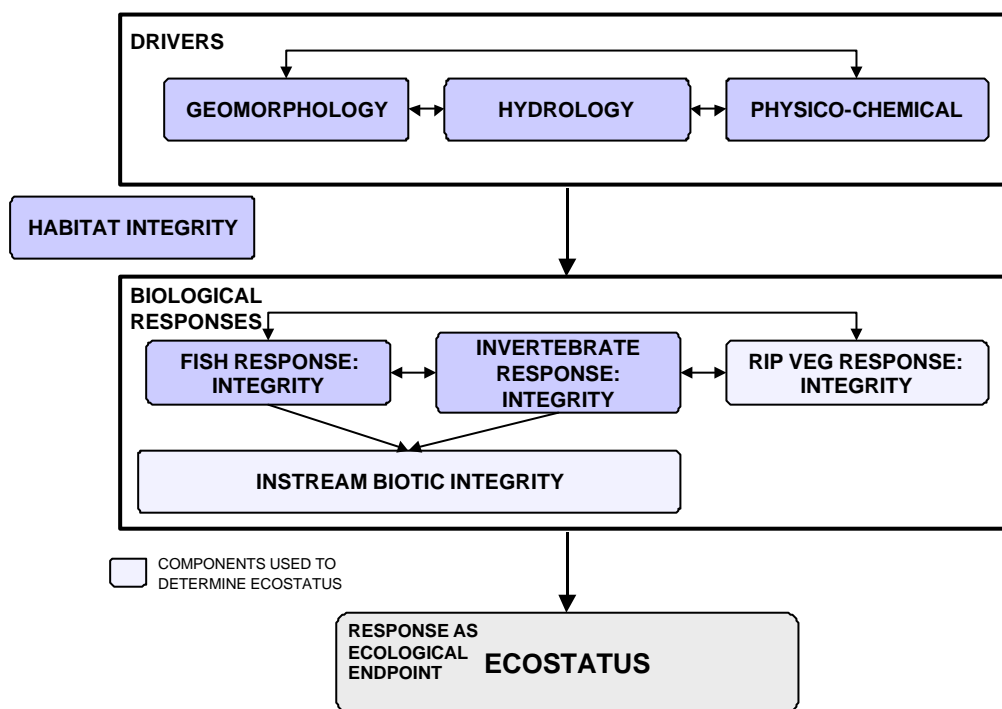 DRIVERS
GEOMORPHOLOGY
HYDROLOGY
PHYSICO-CHEMICAL
HABITAT INTEGRITY
BIOLOGICAL
RESPONSES
FISH RESPONSE:
INTEGRITY
INVERTEBRATE
RESPONSE:
INTEGRITY
RIP VEG RESPONSE:
INTEGRITY
INSTREAM BIOTIC INTEGRITY
COMPONENTS USED TO
DETERMINE ECOSTATUS
RESPONSE AS
ECOLOGICAL
ENDPOINT
ECOSTATUS